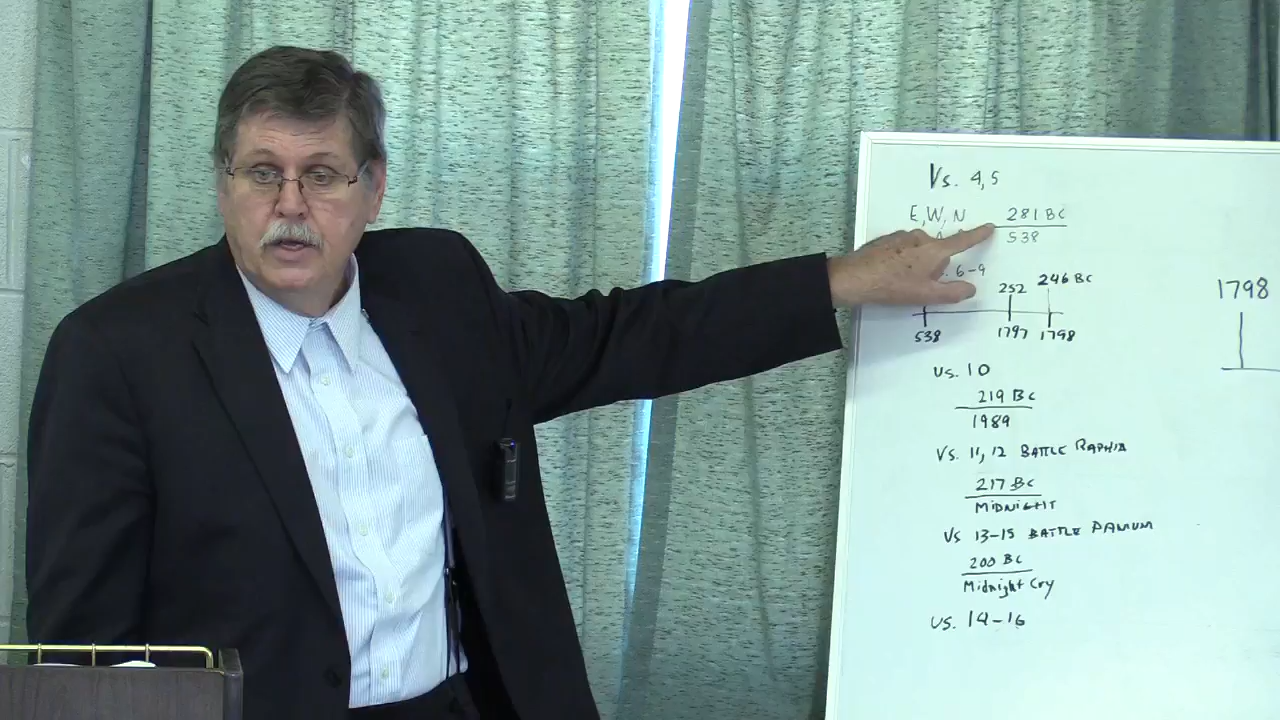 Vs. 4,5
E,W,N 281 BC
538
6-9
252 246 BC
538 1797 1798
1798
vs. 10
219 BC
1989
Vs. 11, 12 BATTLE RAPHIA
217 BC
MIDNIGHT
Vs 13-15 BATTLE PANIUM
200 BC
Midnight Cry
vs. 14-16